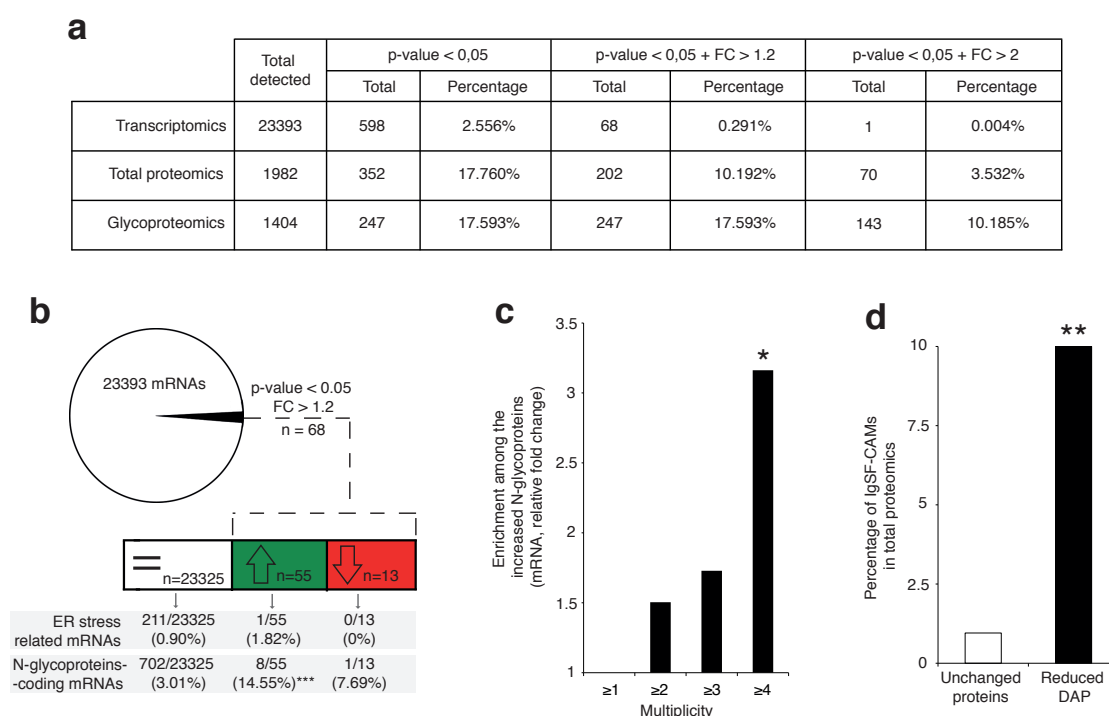 a
Total detected p-value < 0,05 p-value < 0,05 + FC > 1.2 p-value < 0,05 + FC > 2
Total Percentage Total Percentage Total Percentage
Transcriptomics 23393 598 2.556% 68 0.291% 1 0.004%
Total proteomics 1982 352 17.760% 202 10.192% 70 3.532%
Glycoproteomics 1404 247 17.593% 247 17.593% 143 10.185%
b
23393 mRNAs
p-value < 0.05
FC > 1.2
n = 68
n=23325 n=55 n=13
ER stress related mRNAs 211/23325 1/55 0/13
(0.90%) (1.82%) (0%)
N-glycoproteins- -coding mRNAs 702/23325 8/55 1/13
(3.01%) (14.55%)*** (7.69%)
c
Enrichment among the
increased N-glycoproteins
(mRNA, relative fold change)
3.5
3
2.5
2
1.5
1
*
≥1 ≥2 ≥3 ≥4
Multiplicity
d
Percentage of IgSF-CAMs
in total proteomics
10
7.5
5
2.5
0
**
Unchanged proteins
Reduced DAP